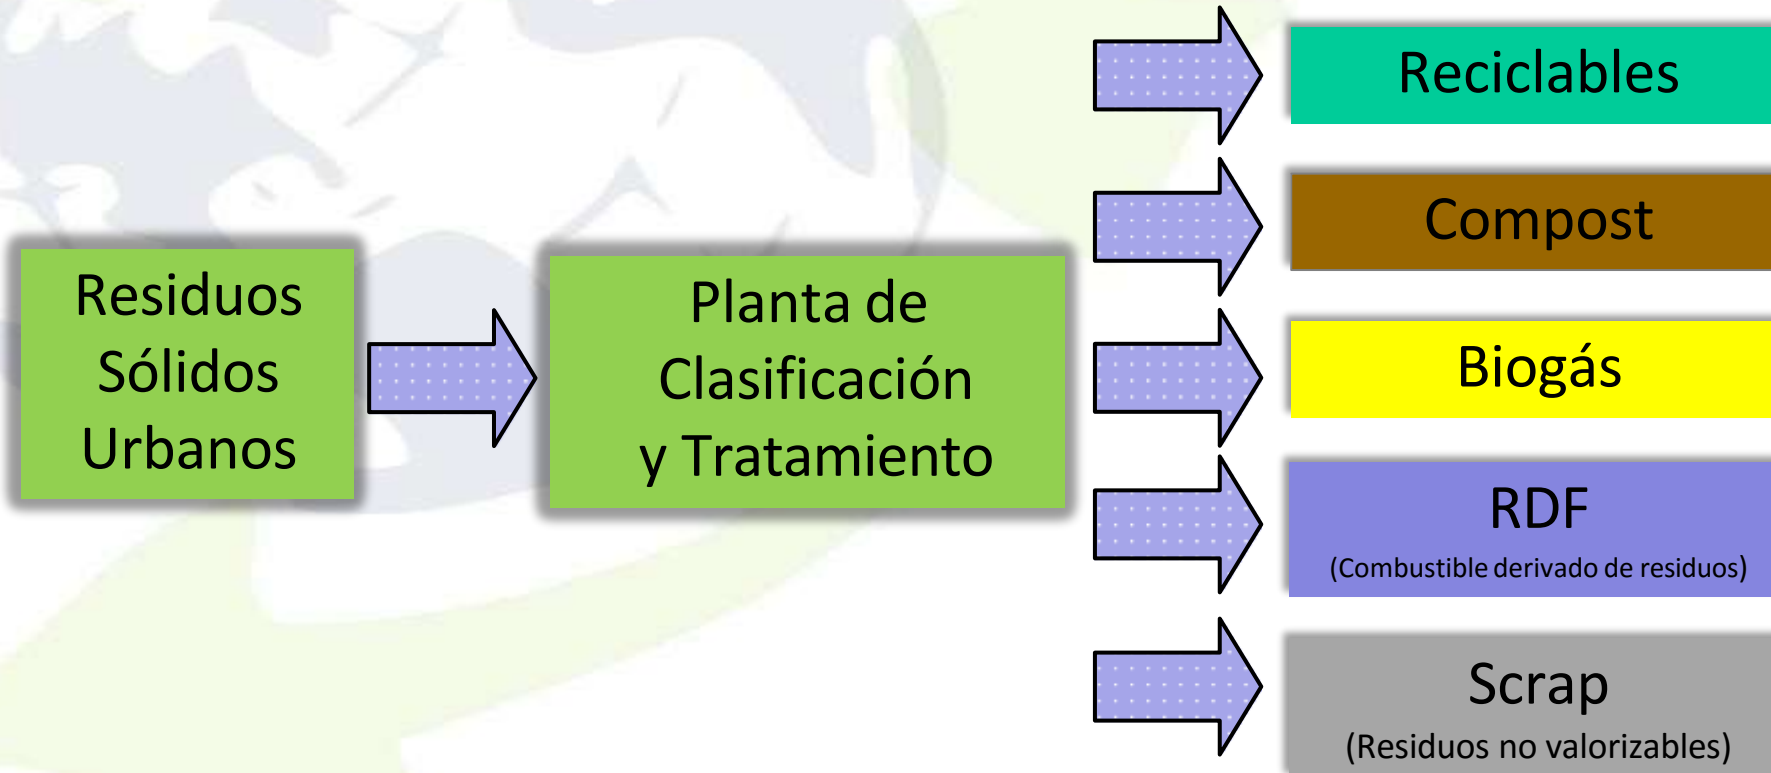 Residuos
Sólidos
Urbanos
Planta de
Clasificación
y Tratamiento
Reciclables
Compost
Biogás
RDF
(Combustible derivado de residuos)
Scrap
(Residuos no valorizables)